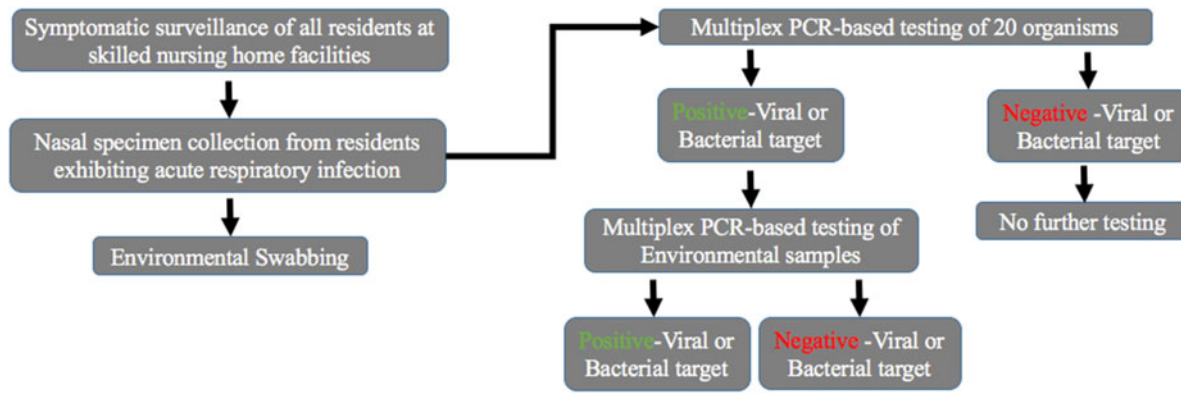 Symptomatic surveillance of all residents at
skilled nursing home facilities
Nasal specimen collection from residents
exhibiting acute respiratory infection
Environmental Swabbing
Multiplex PCR-based testing of 20 organisms
Positive-Viral or
Bacterial target
Negative -Viral or
Bacterial target
No further testing
Multiplex PCR-based testing of
Environmental samples
Positive-Viral or
Bacterial target
Negative -Viral or
Bacterial target